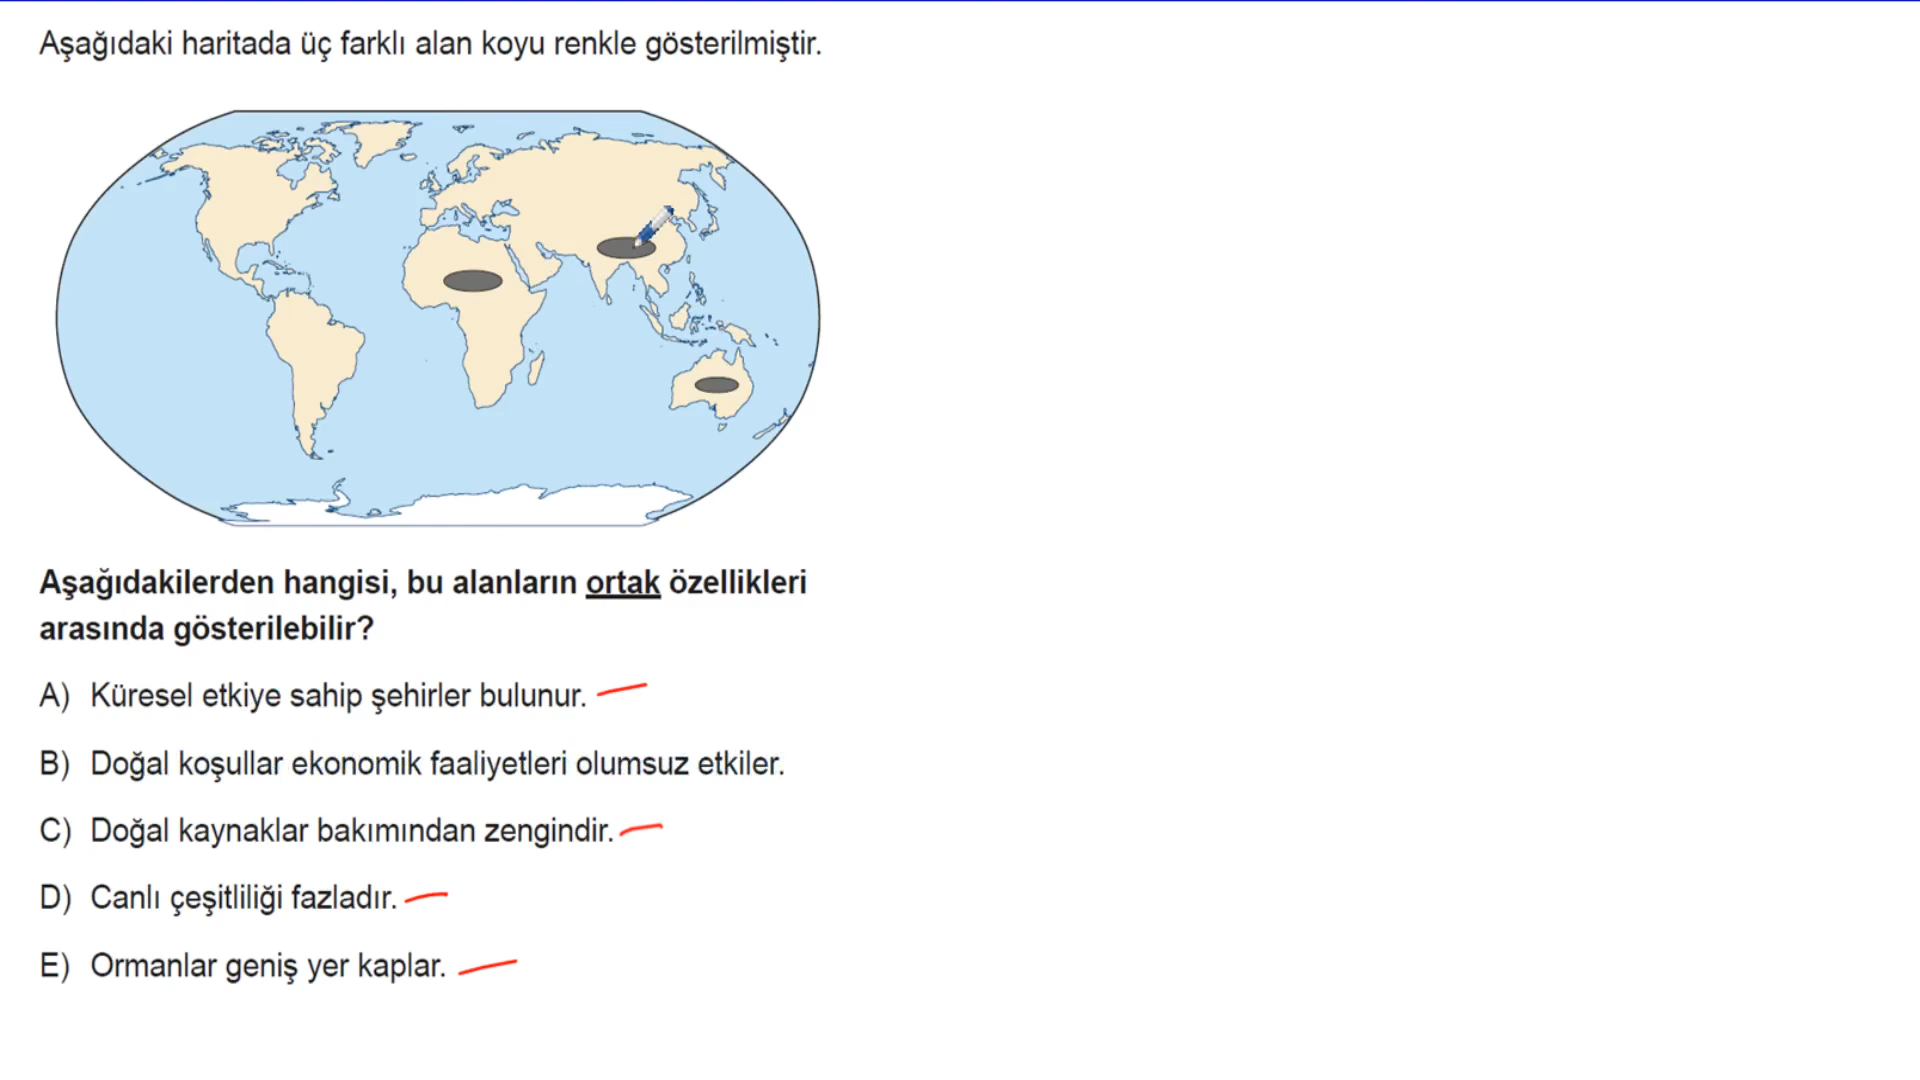 Aşağıdaki haritada üç farklı alan koyu renkle gösterilmiştir.
Aşağıdakilerden hangisi, bu alanların ortak özellikleri
arasında gösterilebilir?
A) Küresel etkiye sahip şehirler bulunur.
B) Doğal koşullar ekonomik faaliyetleri olumsuz etkiler.
C) Doğal kaynaklar bakımından zengindir.
D) Canlı çeşitliliği fazladır.
E) Ormanlar geniş yer kaplar.